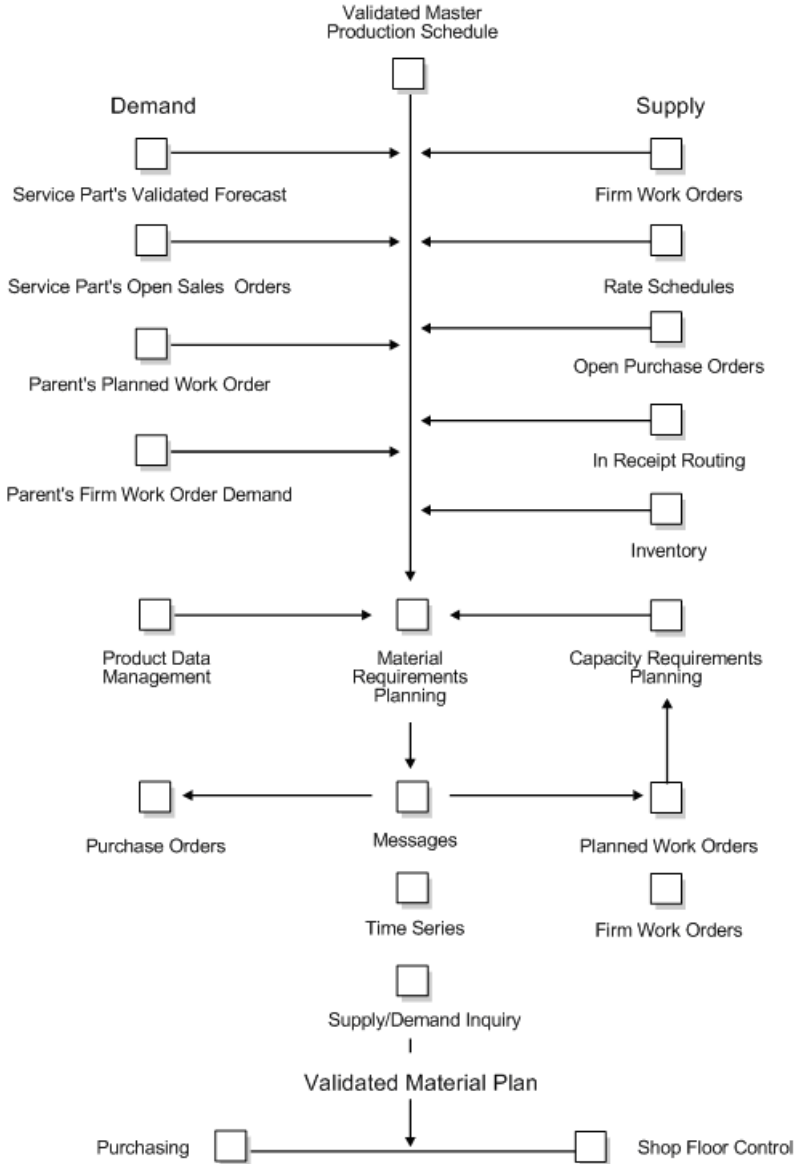 Validated Master
Production Schedule
Demand
Supply
Service Part's Validated Forecast
Firm Work Orders
Service Part's Open Sales Orders
Rate Schedules
Parent's Planned Work Order
Open Purchase Orders
Parent's Firm Work Order Demand
In Receipt Routing
Inventory
Product Data
Management
Material
Requirements
Planning
Capacity Requirements
Planning
Purchase Orders
Messages
Planned Work Orders
Time Series
Firm Work Orders
Supply/Demand Inquiry
Validated Material Plan
Purchasing
Shop Floor Control